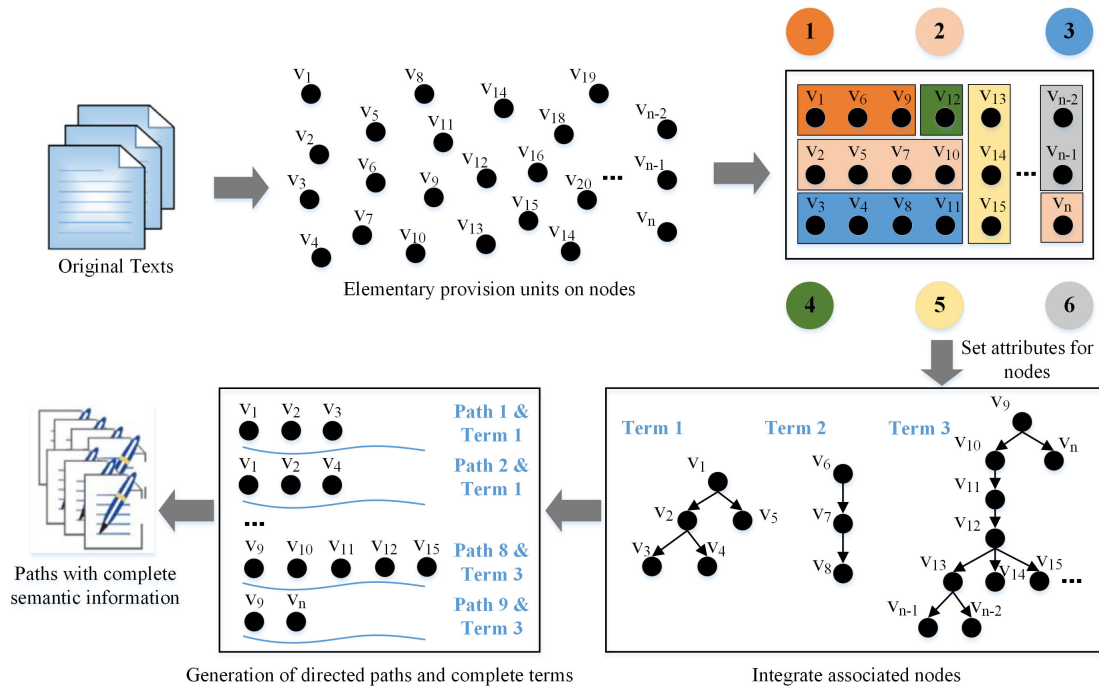 1 2 3
v1 v8 v14 v19
v5 v11 v18 vn-2
v2 v6 v9 v12 v16 vn-1
v3 v7 v15 v20 ...
v4 v10 v13 v14 vn
Original Texts
Elementary provision units on nodes
v1 v6 v9 v12 v13 vn-2
v2 v5 v7 v10 v14 ... vn-1
v3 v4 v8 v11 v15 vn
4 5 6
Set attributes for
nodes
Term 1 Term 2 Term 3
v1
v2 v5
v3 v4
v6
v7
v8
v9
v10 vn
v11
v12
v13 v14 v15 ...
vn-1 vn-2
Integrate associated nodes
v1 v2 v3 Path 1 &
Term 1
v1 v2 v4 Path 2 &
Term 1
...
v9 v10 v11 v12 v15 Path 8 &
Term 3
v9 vn Path 9 &
Term 3
Generation of directed paths and complete terms
Paths with complete
semantic information